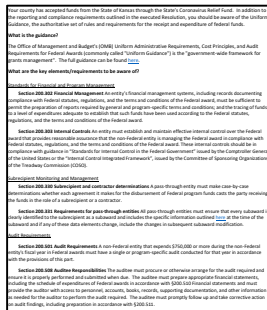 Your county has accepted funds from the State of Kansas through the State's Coronavirus Relief Fund. In addition to
the reporting and compliance requirements outlined in the executed Resolution, you should be aware of the Uniform
Guidance, the authoritative set of rules and requirements for the receipt and expenditure of federal funds.
What is the guidance?
The Office of Management and Budget's (OMB) Uniform Administrative Requirements, Cost Principles, and Audit
Requirements for Federal Awards (commonly called "Uniform Guidance") is the "government-wide framework for
grants management". The full guidance can be found here.
What are the key elements/requirements to be aware of?
Standards for Financial and Program Management
Section 200.302 Financial Management An entity's financial management systems, including records documenting
compliance with Federal statutes, regulations, and the terms and conditions of the Federal award, must be sufficient to
permit the preparation of reports required by general and program-specific terms and conditions; and the tracing of funds
to a level of expenditures adequate to establish that such funds have been used according to the Federal statutes,
regulations, and the terms and conditions of the Federal award.
Section 200.303 Internal Controls An entity must establish and maintain effective internal control over the Federal
award that provides reasonable assurance that the non-Federal entity is managing the Federal award in compliance with
Federal statutes, regulations, and the terms and conditions of the Federal award. These internal controls should be in
compliance with guidance in "Standards for Internal Control in the Federal Government" issued by the Comptroller General
of the United States or the "Internal Control Integrated Framework", issued by the Committee of Sponsoring Organizations
of the Treadway Commission (COSO).
Subrecipient Monitoring and Management
Section 200.330 Subrecipient and contractor determinations A pass-through entity must make case-by-case
determinations whether each agreement it makes for the disbursement of Federal program funds casts the party receiving
the funds in the role of a subrecipient or a contractor.
Section 200.331 Requirements for pass-through entities All pass-through entities must ensure that every subaward is
clearly identified to the subrecipient as a subaward and includes the specific information outlined here at the time of the
subaward and if any of these data elements change, include the changes in subsequent subaward modification.
Audit Requirements
Section 200.501 Audit Requirements A Non-Federal entity that expends $750,000 or more during the non-Federal
entity's fiscal year in Federal awards must have a single or program-specific audit conducted for that year in accordance
with the provisions of this part.
Section 200.508 Auditee Responsibilities The auditee must procure or otherwise arrange for the audit required and
ensure it is properly performed and submitted when due. The auditee must prepare appropriate financial statements,
including the schedule of expenditures of Federal awards in accordance with §200.510 Financial statements and must
provide the auditor with access to personnel, accounts, books, records, supporting documentation, and other information
as needed for the auditor to perform the audit required. The auditee must promptly follow up and take corrective action
on audit findings, including preparation in accordance with §200.511.